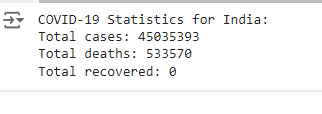 COVID-19 Statistics for India:
Total cases: 45035393
Total deaths: 533570
Total recovered: 0